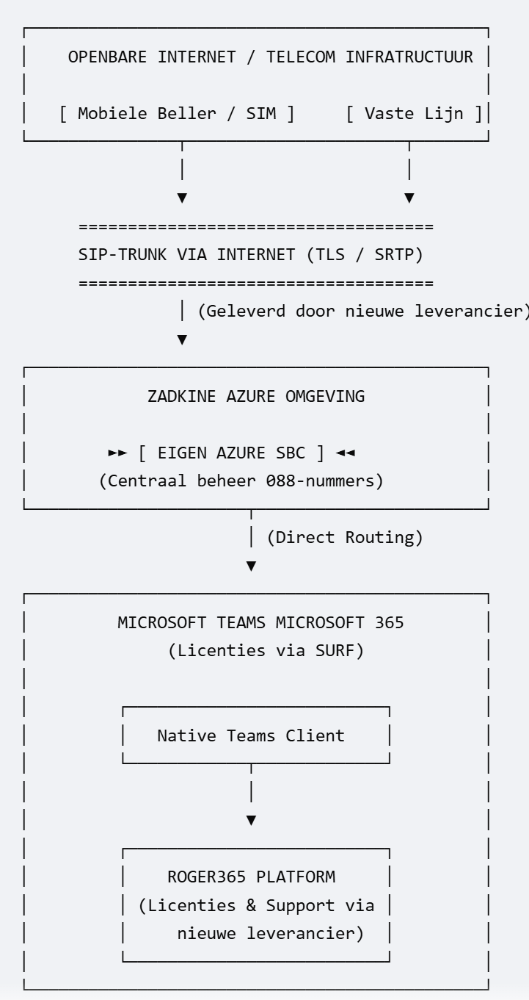 OPENBARE INTERNET / TELECOM INFRATRUCTUUR
[ Mobiele Beller / SIM ] [ Vaste Lijn ]
====================================
SIP-TRUNK VIA INTERNET (TLS / SRTP)
====================================
(Geleverd door nieuwe leverancier)
ZADKINE AZURE OMGEVING
►► [ EIGEN AZURE SBC ] ◄◄
(Centraal beheer 088-nummers)
(Direct Routing)
MICROSOFT TEAMS MICROSOFT 365
(Licenties via SURF)
Native Teams Client
ROGER365 PLATFORM
(Licenties & Support via
nieuwe leverancier)